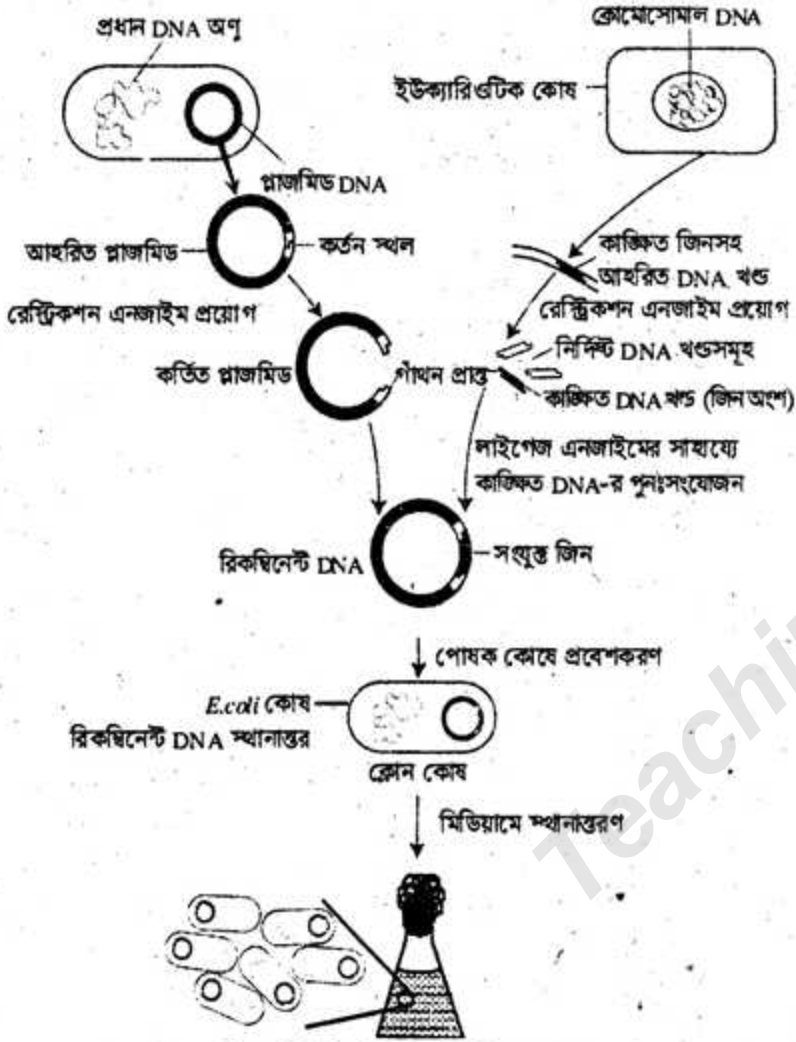 প্রধান DNA অণু
ক্রোমোসোমাল DNA
ইউক্যারিওটিক কোষ
প্লাজমিড DNA
আহরিত প্লাজমিড
কর্তন স্থল
কাঙ্ক্ষিত জিনসহ
আহরিত DNA খণ্ড
রেস্ট্রিকশন এনজাইম প্রয়োগ
রেস্ট্রিকশন এনজাইম প্রয়োগ
নির্দিষ্ট DNA খণ্ডসমূহ
কর্তিত প্লাজমিড
গাঁথন প্রান্ত
কাঙ্ক্ষিত DNA খণ্ড (জিন অংশ)
লাইগেজ এনজাইমের সাহায্যে
কাঙ্ক্ষিত DNA-র পুনঃসংযোজন
রিকম্বিনেন্ট DNA
সংযুক্ত জিন
পোষক কোষে প্রবেশকরণ
E.coli কোষ
রিকম্বিনেন্ট DNA স্থানান্তর
ক্লোন কোষ
মিডিয়ামে স্থানান্তরণ
Teachin